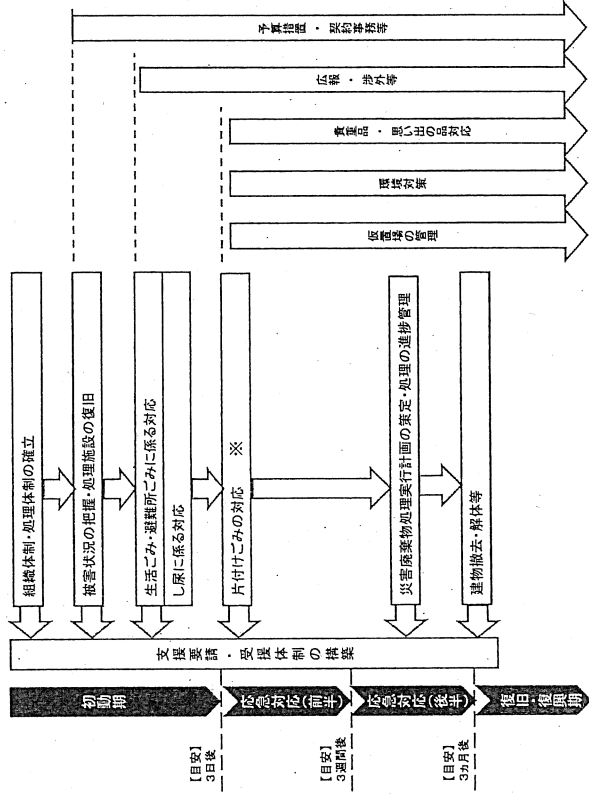 組織体制・処理体制の確立
被害状況の把握・処理施設の復旧
生活ごみ・避難所ごみに係る対応
し尿に係る対応
片付けごみの対応　※
災害廃棄物処理実行計画の策定・処理の進捗管理
建物撤去・解体等
支援要請・受援体制の構築
初動期
応急対応(前半)
応急対応(後半)
復旧・復興期
【目安】
3日後
【目安】
3週間後
【目安】
3カ月後
予算措置・契約事務等
広報・渉外等
貴重品・思い出の品対応
環境対策
仮置場の管理